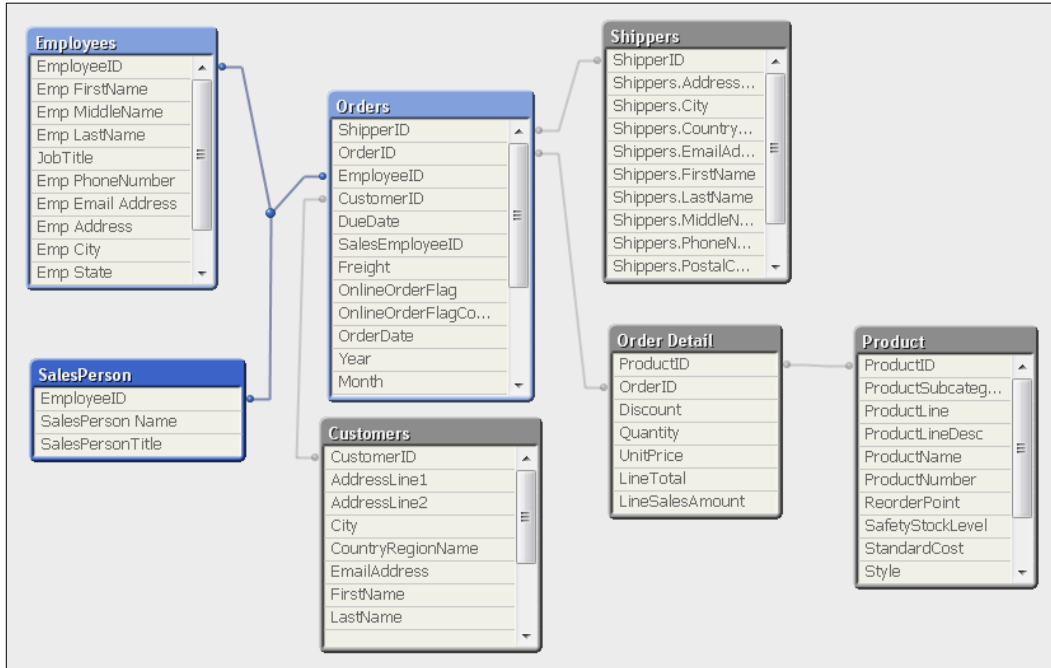 Employees
EmployeeID
Emp FirstName
Emp MiddleName
Emp LastName
JobTitle
Emp PhoneNumber
Emp Email Address
Emp Address
Emp City
Emp State
SalesPerson
EmployeeID
SalesPerson Name
SalesPersonTitle
Orders
ShipperID
OrderID
EmployeeID
CustomerID
DueDate
SalesEmployeeID
Freight
OnlineOrderFlag
OnlineOrderFlagCo...
OrderDate
Year
Month
Customers
CustomerID
AddressLine1
AddressLine2
City
CountryRegionName
EmailAddress
FirstName
LastName
Shippers
ShipperID
Shippers.Address...
Shippers.City
Shippers.Country...
Shippers.EmailAd...
Shippers.FirstName
Shippers.LastName
Shippers.MiddleN...
Shippers.PhoneN...
Shippers.PostalC...
Order Detail
ProductID
OrderID
Discount
Quantity
UnitPrice
LineTotal
LineSalesAmount
Product
ProductID
ProductSubcateg...
ProductLine
ProductLineDesc
ProductName
ProductNumber
ReorderPoint
SafetyStockLevel
StandardCost
Style